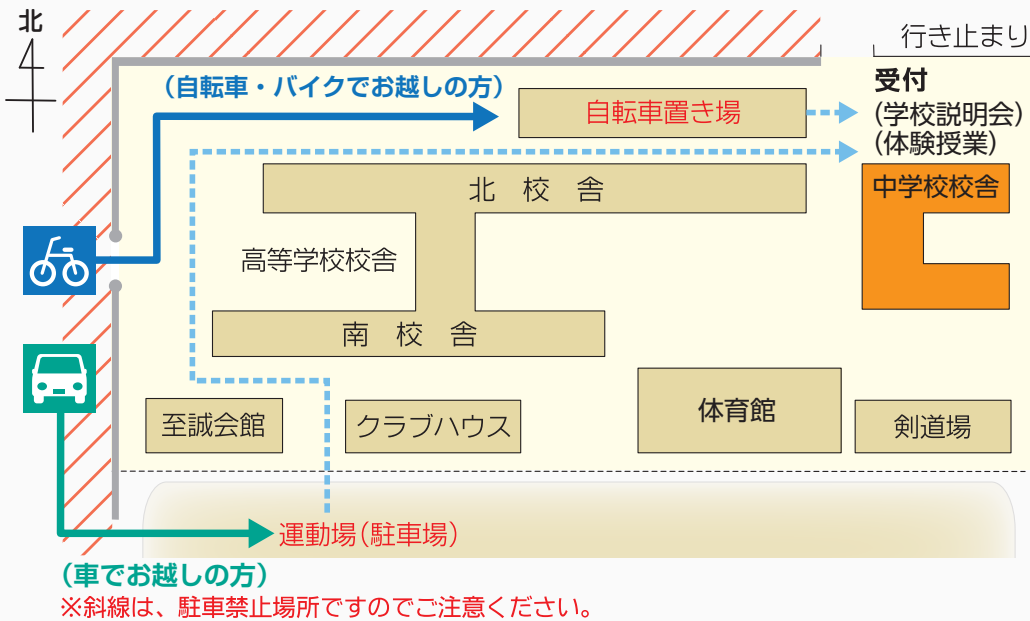 北
行き止まり
(自転車・バイクでお越しの方)
受付
(学校説明会)
(体験授業)
自転車置き場
北校舎
中学校校舎
高等学校校舎
南校舎
至誠会館
クラブハウス
体育館
剣道場
運動場(駐車場)
(車でお越しの方)
※斜線は、駐車禁止場所ですのでご注意ください。